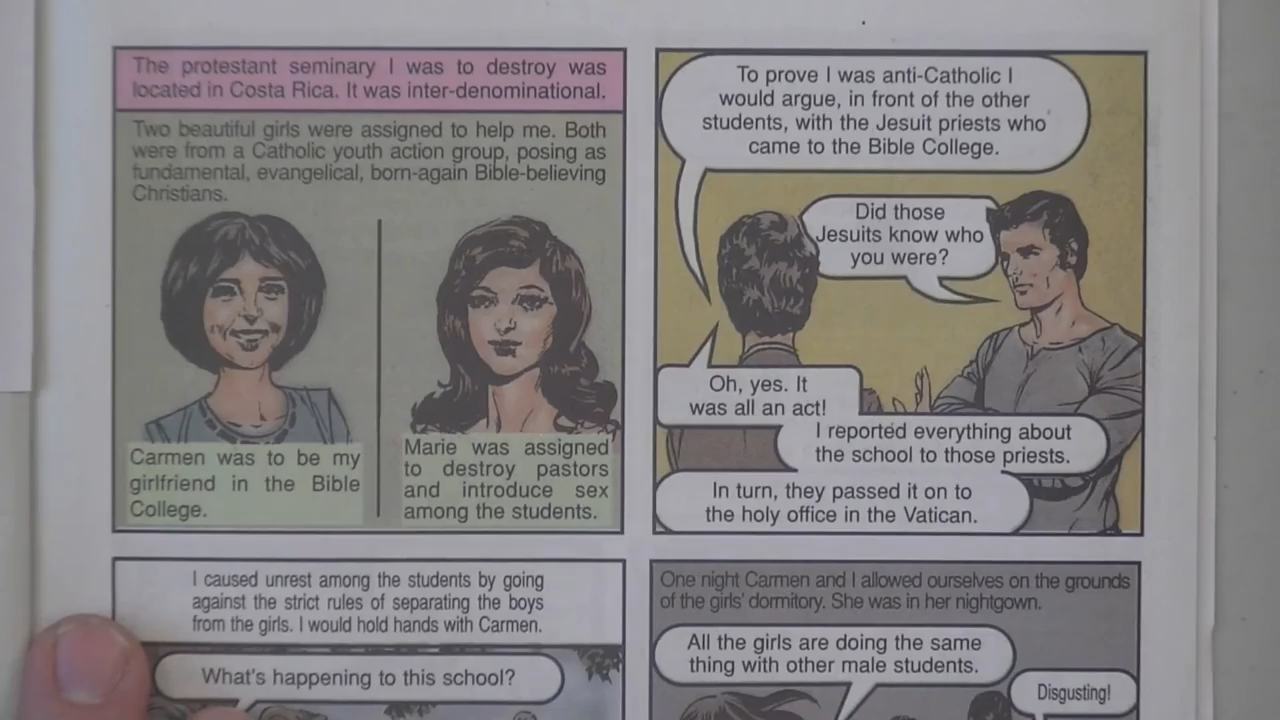 The protestant seminary I was to destroy was
located in Costa Rica. It was inter-denominational.
Two beautiful girls were assigned to help me. Both
were from a Catholic youth action group, posing as
fundamental, evangelical, born-again Bible-believing
Christians.
Carmen was to be my
girlfriend in the Bible
College.
Marie was assigned
to destroy pastors
and introduce sex
among the students.
To prove I was anti-Catholic I
would argue, in front of the other
students, with the Jesuit priests who
came to the Bible College.
Did those
Jesuits know who
you were?
Oh, yes. It
was all an act!
I reported everything about
the school to those priests.
In turn, they passed it on to
the holy office in the Vatican.
I caused unrest among the students by going
against the strict rules of separating the boys
from the girls. I would hold hands with Carmen.
What's happening to this school?
One night Carmen and I allowed ourselves on the grounds
of the girls' dormitory. She was in her nightgown.
All the girls are doing the same
thing with other male students.
Disgusting!